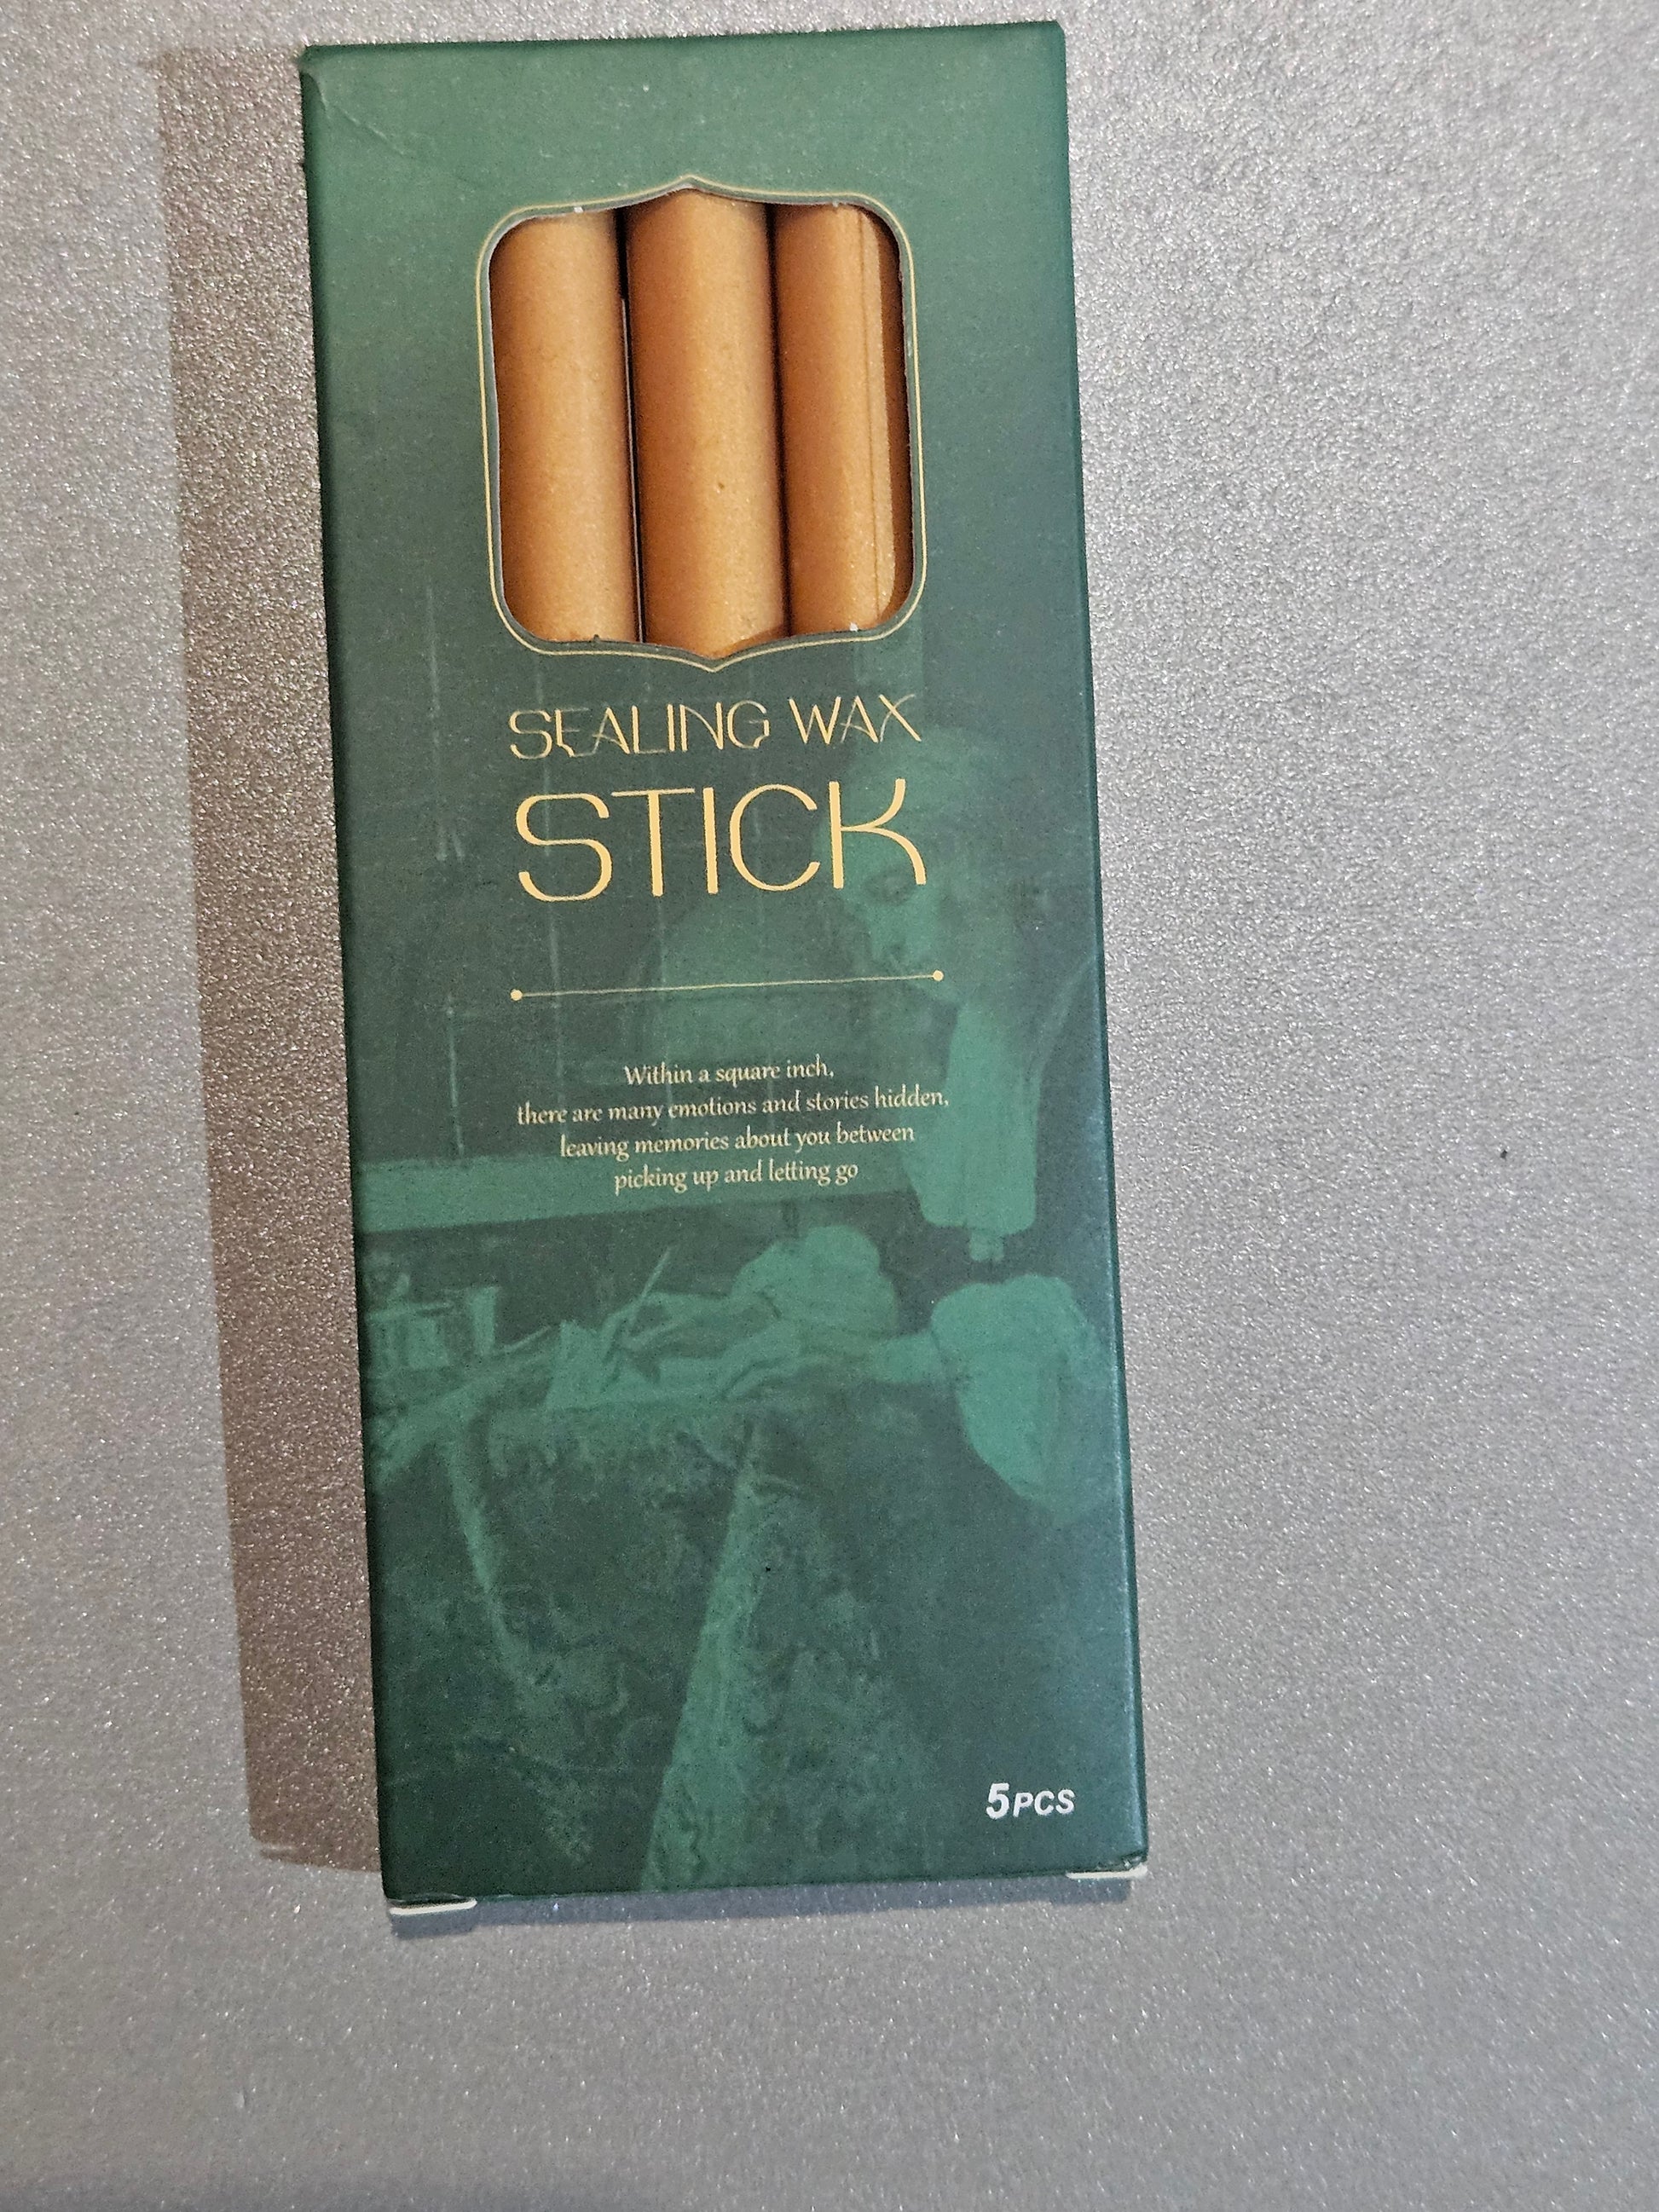 SEALING WAX
STICK
Within a square inch,
there are many emotions and stories hidden,
leaving memories about you between
picking up and letting go
5PCS